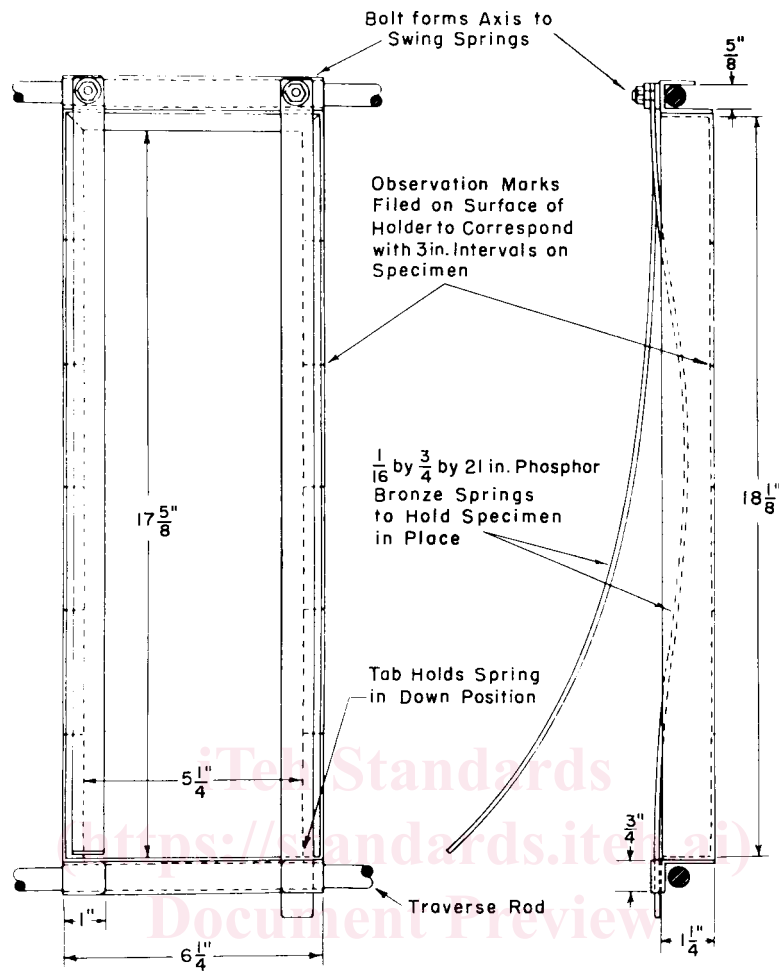 Bolt forms Axis to
Swing Springs
5/8"
Observation Marks
Filed on Surface of
Holder to Correspond
with 3in. Intervals on
Specimen
1/16 by 3/4 by 21 in. Phosphor
Bronze Springs
to Hold Specimen
in Place
17 5/8"
18 1/8"
Tab Holds Spring
in Down Position
5 1/4"
iTeh Standards
(https://standards.iteh.ai)
Document Preview
3/4"
Traverse Rod
1"
6 1/4"
1 1/4"